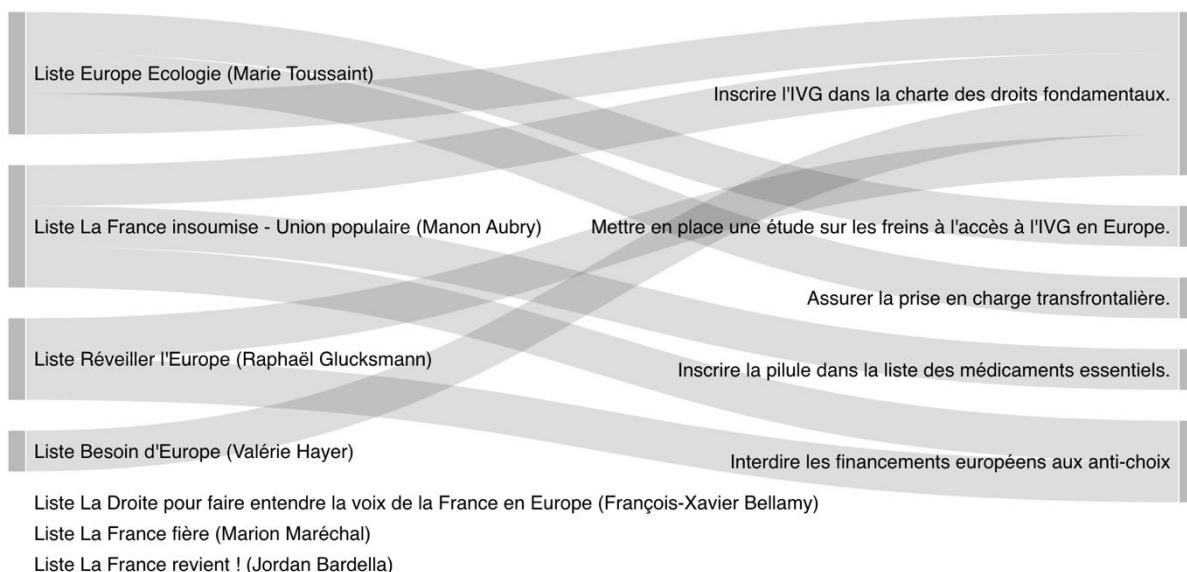 Liste Europe Ecologie (Marie Toussaint)
Liste La France insoumise - Union populaire (Manon Aubry)
Liste Réveiller l'Europe (Raphaël Glucksmann)
Liste Besoin d'Europe (Valérie Hayer)
Liste La Droite pour faire entendre la voix de la France en Europe (François-Xavier Bellamy)
Liste La France fière (Marion Maréchal)
Liste La France revient ! (Jordan Bardella)
Inscrire l'IVG dans la charte des droits fondamentaux.
Mettre en place une étude sur les freins à l'accès à l'IVG en Europe.
Assurer la prise en charge transfrontalière.
Inscrire la pilule dans la liste des médicaments essentiels.
Interdire les financements européens aux anti-choix